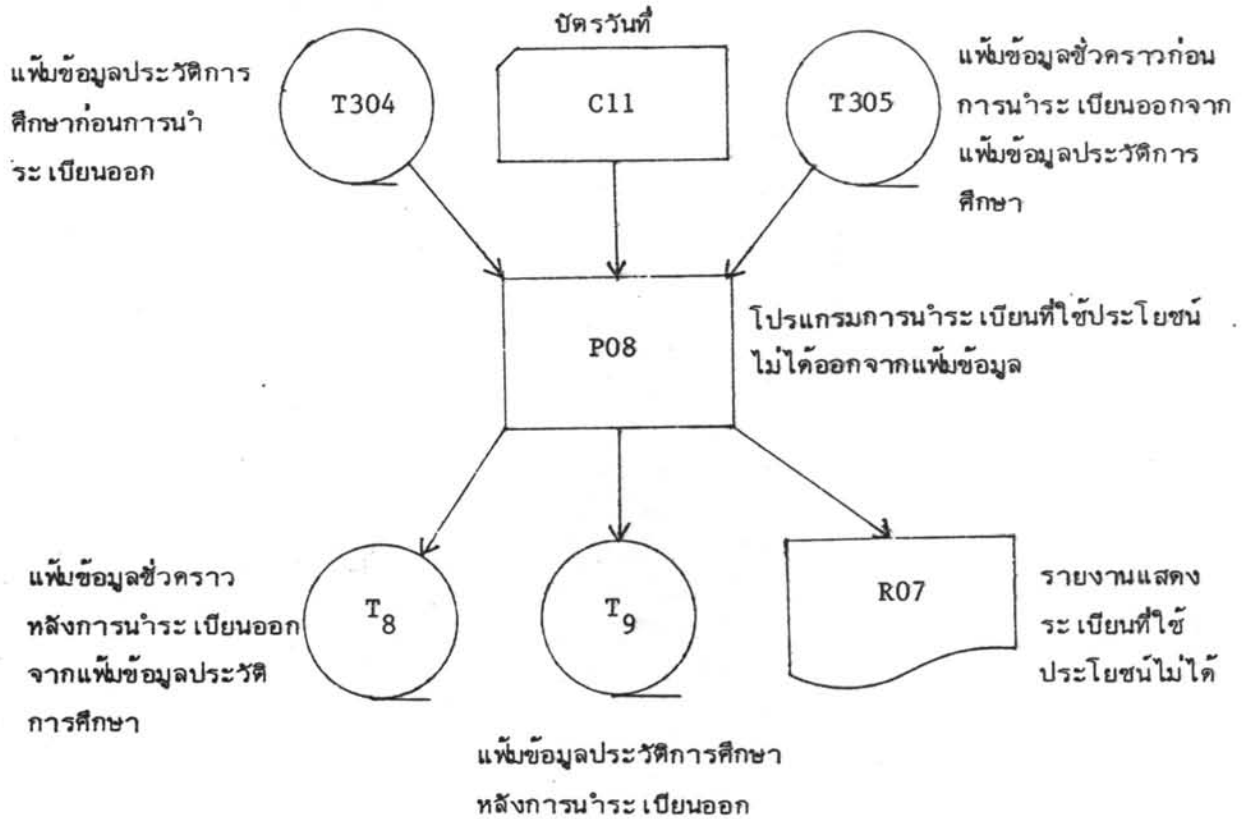 บัตรวันที่
แฟ้มข้อมูลประวัติการ
ศึกษาก่อนการนำ
ระเบียนออก
T304
C11
T305
แฟ้มข้อมูลชั่วคราวก่อน
การนำระเบียนออกจาก
แฟ้มข้อมูลประวัติการ
ศึกษา
P08
โปรแกรมการนำระเบียนที่ใช้ประโยชน์
ไม่ได้ออกจากแฟ้มข้อมูล
แฟ้มข้อมูลชั่วคราว
หลังการนำระเบียนออก
จากแฟ้มข้อมูลประวัติ
การศึกษา
T8
T9
R07
รายงานแสดง
ระเบียนที่ใช้
ประโยชน์ไม่ได้
แฟ้มข้อมูลประวัติการศึกษา
หลังการนำระเบียนออก